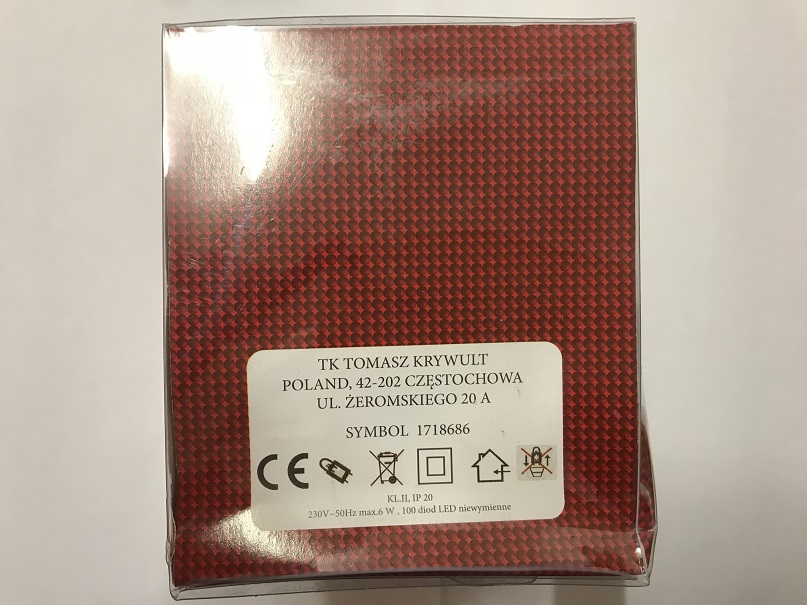 TK TOMASZ KRYWULT
POLAND, 42-202 CZĘSTOCHOWA
UL. ŻEROMSKIEGO 20 A
SYMBOL 1718686
CE
KL.II, IP 20
230V~50Hz max.6 W , 100 diod LED niewymienne